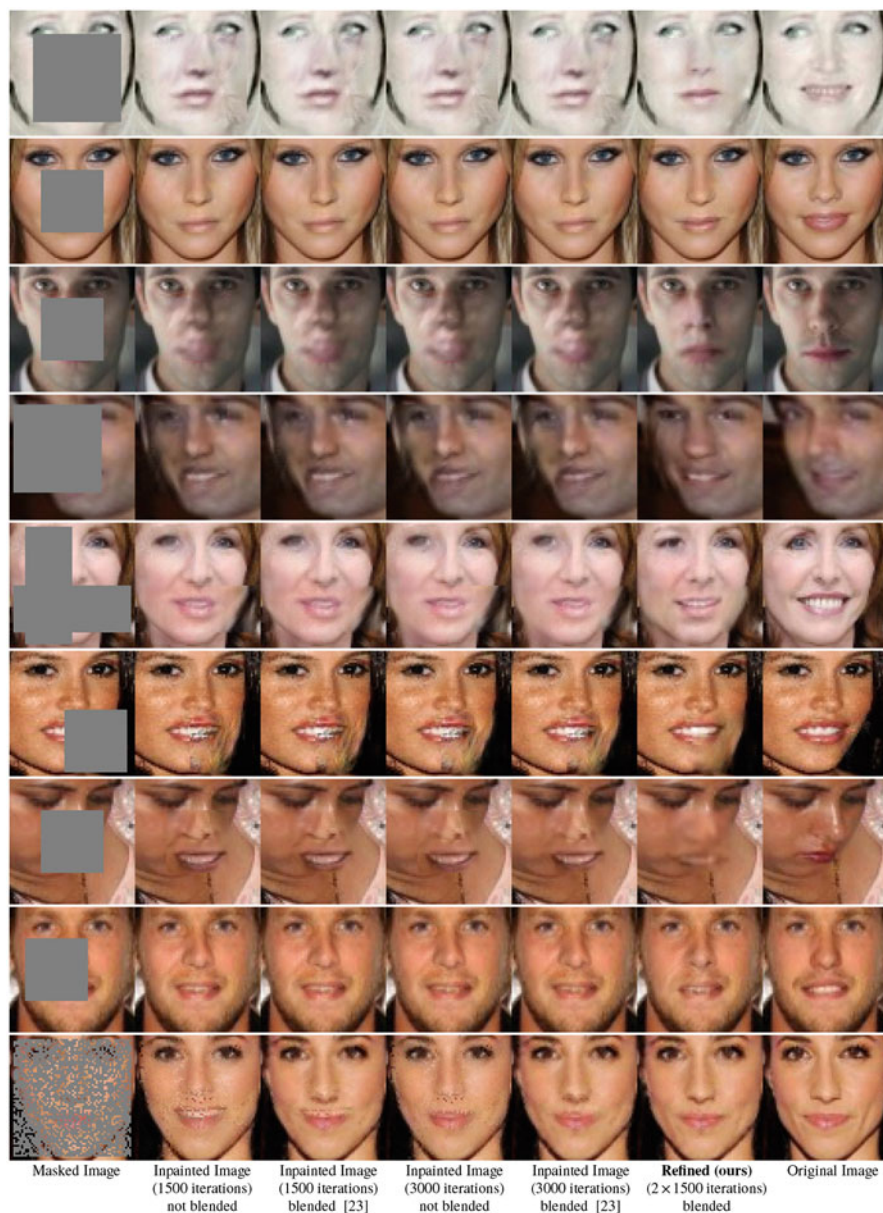 Masked Image
Inpainted Image
(1500 iterations)
not blended
Inpainted Image
(1500 iterations)
blended [23]
Inpainted Image
(3000 iterations)
not blended
Inpainted Image
(3000 iterations)
blended [23]
Refined (ours)
(2×1500 iterations)
blended
Original Image